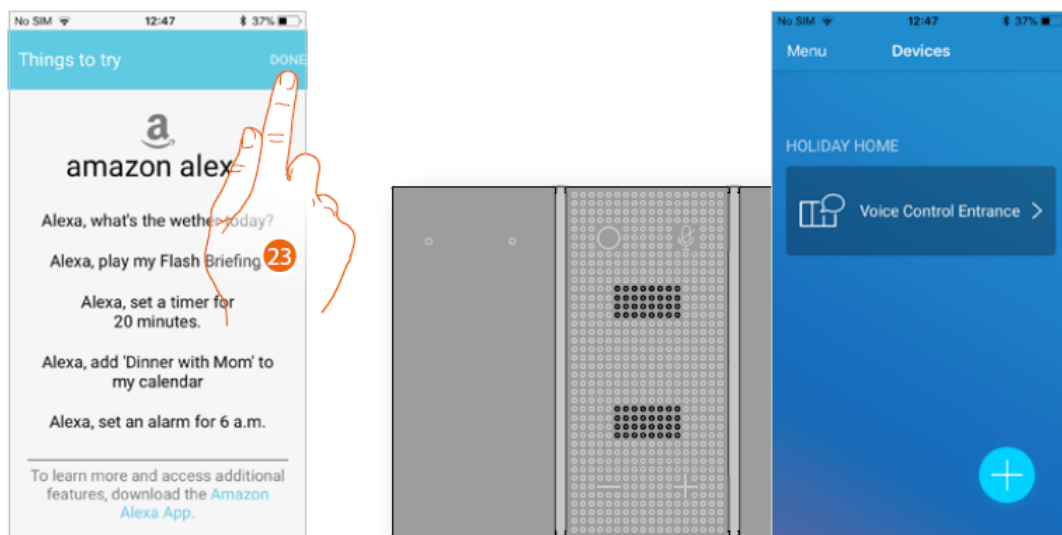 No SIM 12:47 37%
Things to try DONE
a
amazon alex
Alexa, what's the wether today?
Alexa, play my Flash Briefing
23
Alexa, set a timer for
20 minutes.
Alexa, add 'Dinner with Mom' to
my calendar
Alexa, set an alarm for 6 a.m.
To learn more and access additional
features, download the Amazon
Alexa App.
No SIM 12:47 37%
Menu Devices
HOLIDAY HOME
Voice Control Entrance